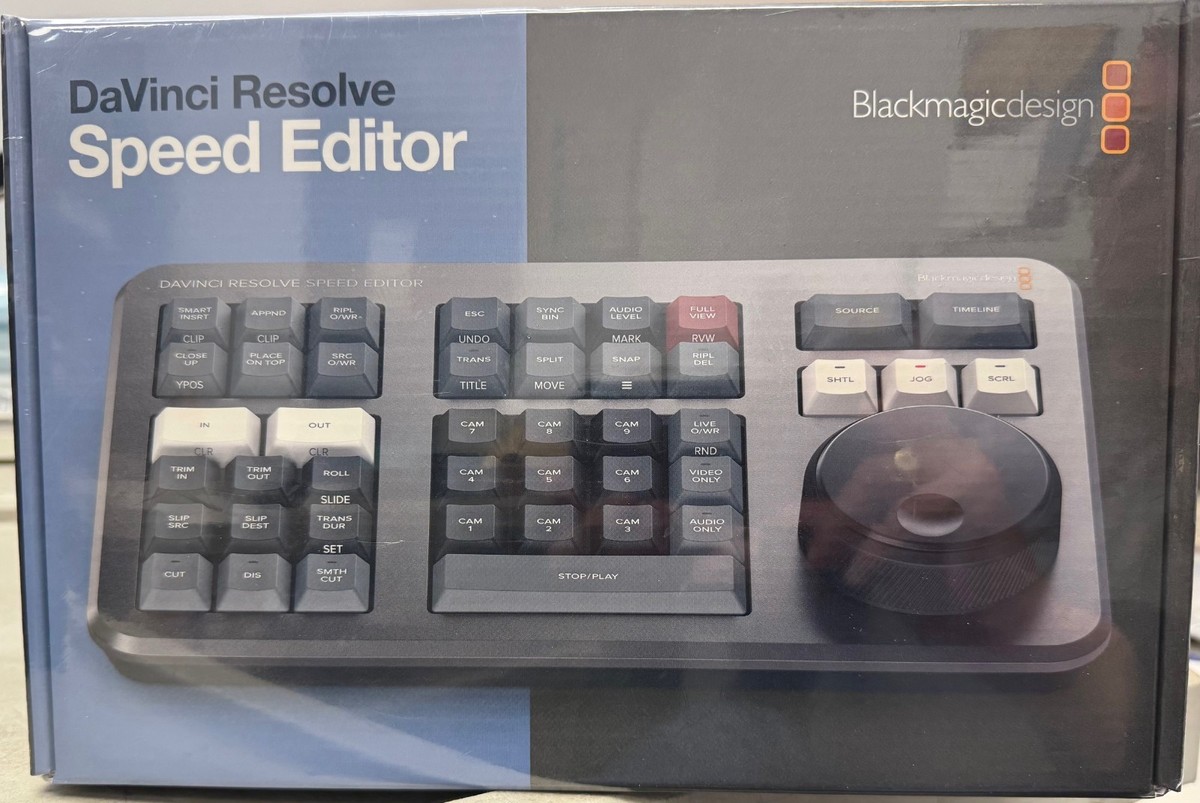 DaVinci Resolve
Speed Editor
Blackmagicdesign
DAVINCI RESOLVE SPEED EDITOR
Blackmagicdesign
SMART
INSRT
CLIP
APPND
CLIP
RIPL
O/WR
CLOSE
UP
YPOS
PLACE
ON TOP
SRC
O/WR
ESC
UNDO
SYNC
BIN
AUDIO
LEVEL
MARK
FULL
VIEW
RVW
TRANS
TITLE
SPLIT
MOVE
SNAP
RIPL
DEL
SOURCE
TIMELINE
SHTL
JOG
SCRL
IN
CLR
OUT
CLR
TRIM
IN
TRIM
OUT
ROLL
SLIDE
SLIP
SRC
SLIP
DEST
TRANS
DUR
SET
CUT
DIS
SMTH
CUT
CAM
7
CAM
8
CAM
9
LIVE
O/WR
RND
CAM
4
CAM
5
CAM
6
VIDEO
ONLY
CAM
1
CAM
2
CAM
3
AUDIO
ONLY
STOP/PLAY